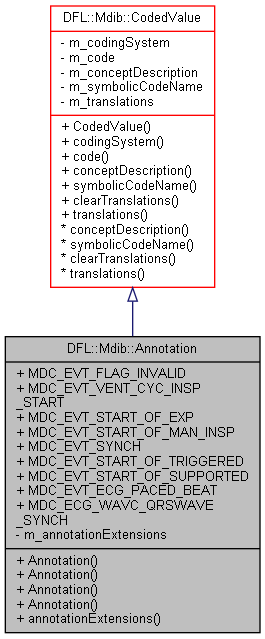 DFL::Mdib::CodedValue
- m_codingSystem
- m_code
- m_conceptDescription
- m_symbolicCodeName
- m_translations
+ CodedValue()
+ codingSystem()
+ code()
+ conceptDescription()
+ symbolicCodeName()
+ clearTranslations()
+ translations()
* conceptDescription()
* symbolicCodeName()
* clearTranslations()
* translations()
DFL::Mdib::Annotation
+ MDC_EVT_FLAG_INVALID
+ MDC_EVT_VENT_CYC_INSP
_START
+ MDC_EVT_START_OF_EXP
+ MDC_EVT_START_OF_MAN_INSP
+ MDC_EVT_SYNCH
+ MDC_EVT_START_OF_TRIGGERED
+ MDC_EVT_START_OF_SUPPORTED
+ MDC_EVT_ECG_PACED_BEAT
+ MDC_ECG_WAVC_QRSWAVE
_SYNCH
- m_annotationExtensions
+ Annotation()
+ Annotation()
+ Annotation()
+ Annotation()
+ annotationExtensions()